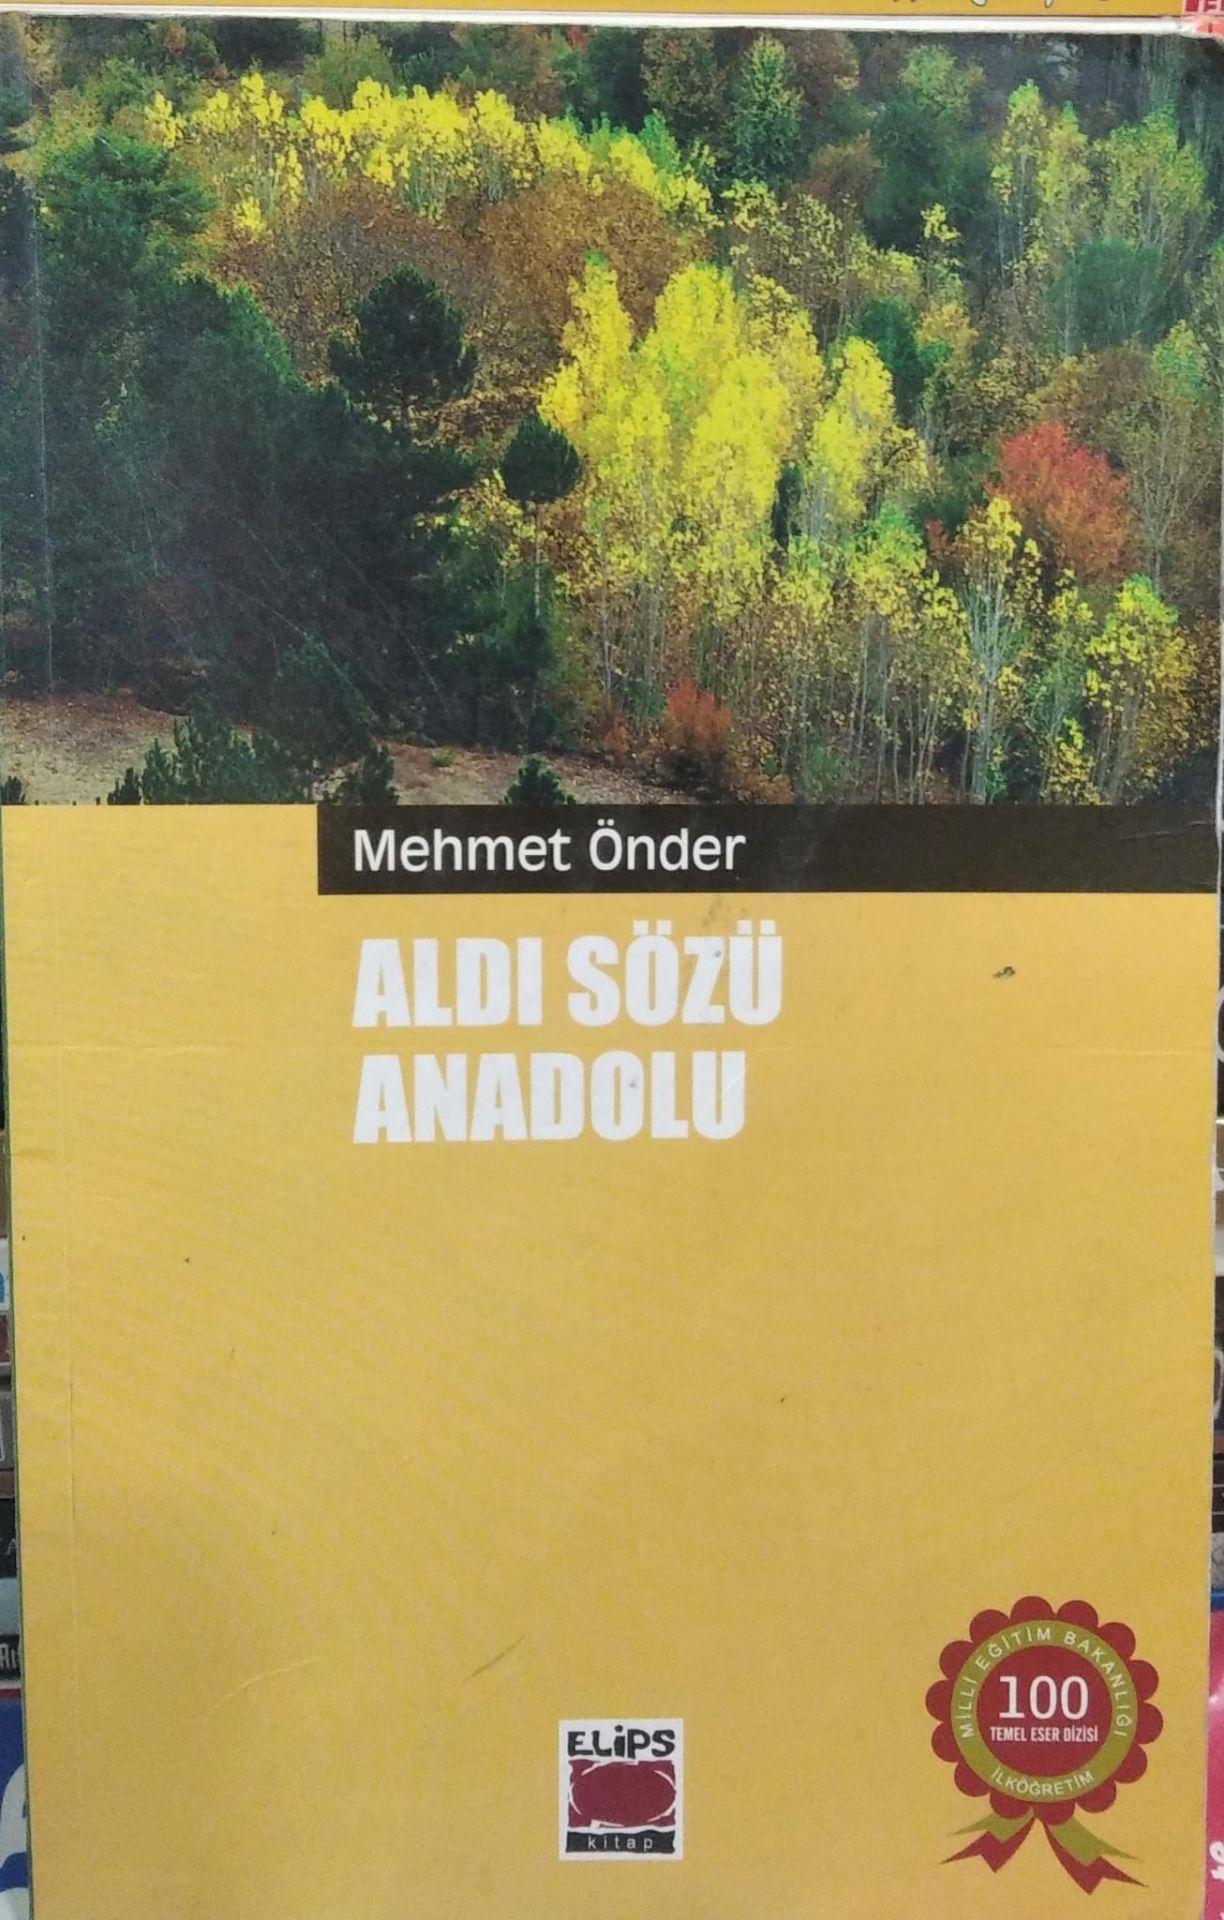 Mehmet Önder
ALDI SÖZÜ
ANADOLU
MİLLİ EĞİTİM BAKANLIĞI
100
TEMEL ESER DİZİSİ
İLKÖĞRETİM
ELiPS
kitap